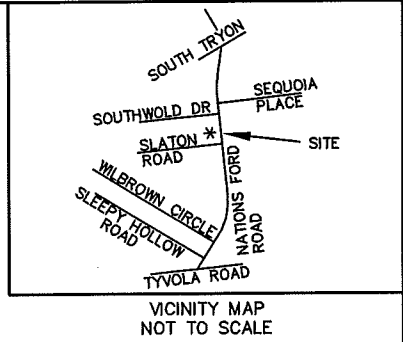 SOUTH TRYON
SEQUOIA
PLACE
SOUTHWOLD DR
SLATON
ROAD
*
SITE
WILBROWN CIRCLE
SLEEPY HOLLOW
ROAD
NATIONS FORD
ROAD
TYVOLA ROAD
VICINITY MAP
NOT TO SCALE